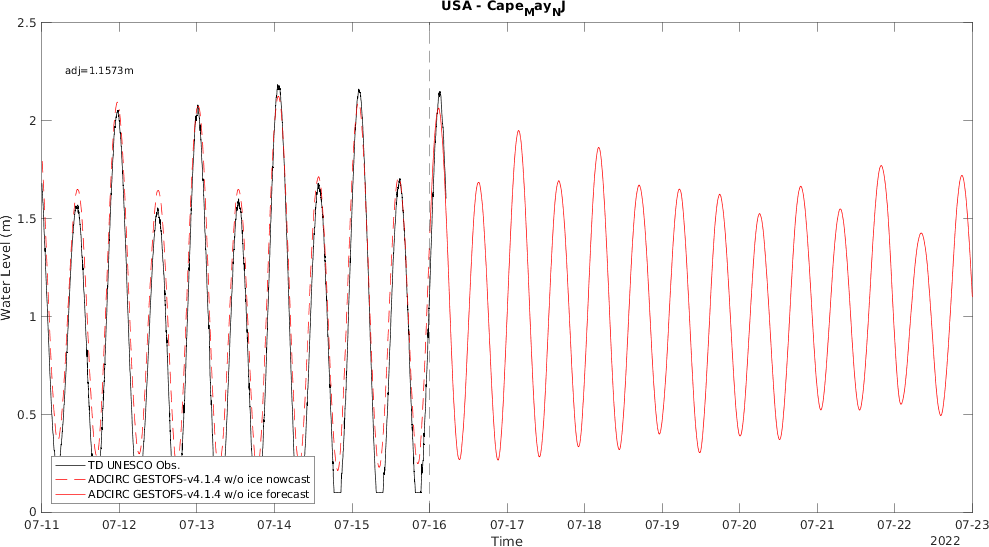 USA - CapeMayNJ
2.5
adj=1.1573m
2
1.5
Water Level (m)
1
0.5
TD UNESCO Obs.
ADCIRC GESTOFS-v4.1.4 w/o ice nowcast
ADCIRC GESTOFS-v4.1.4 w/o ice forecast
0
07-11 07-12 07-13 07-14 07-15 07-16 07-17 07-18 07-19 07-20 07-21 07-22 07-23
Time
2022